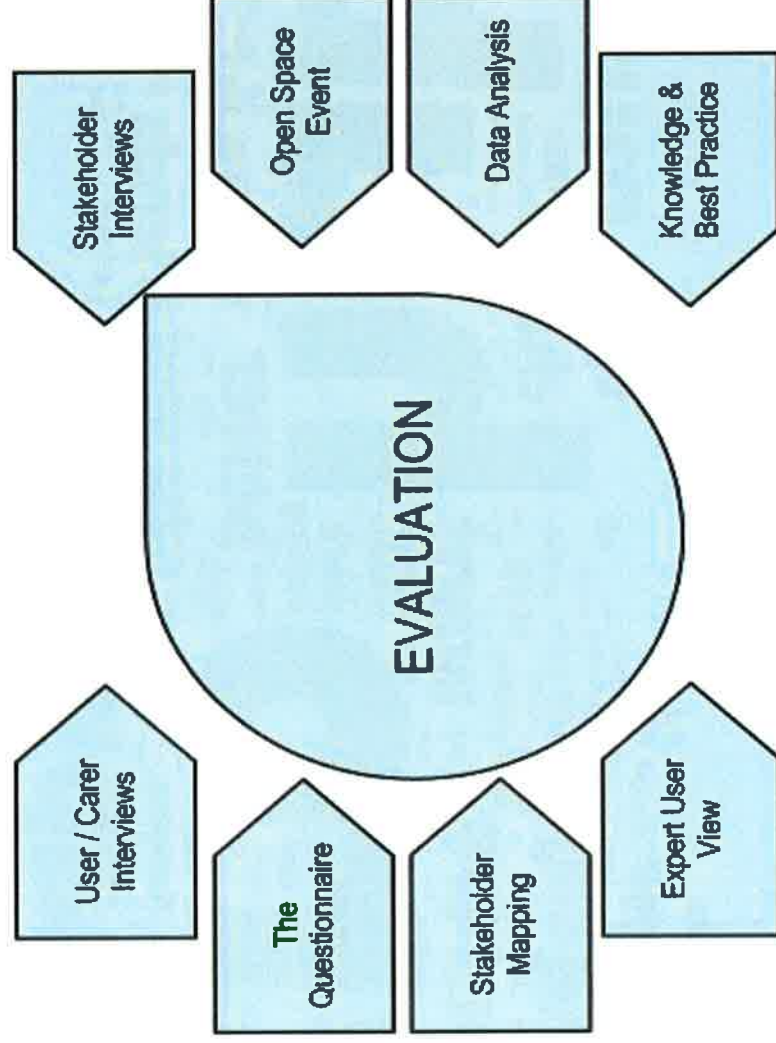 User / Carer
Interviews
Stakeholder
Interviews
The
Questionnaire
Open Space
Event
EVALUATION
Stakeholder
Mapping
Data Analysis
Expert User
View
Knowledge &
Best Practice